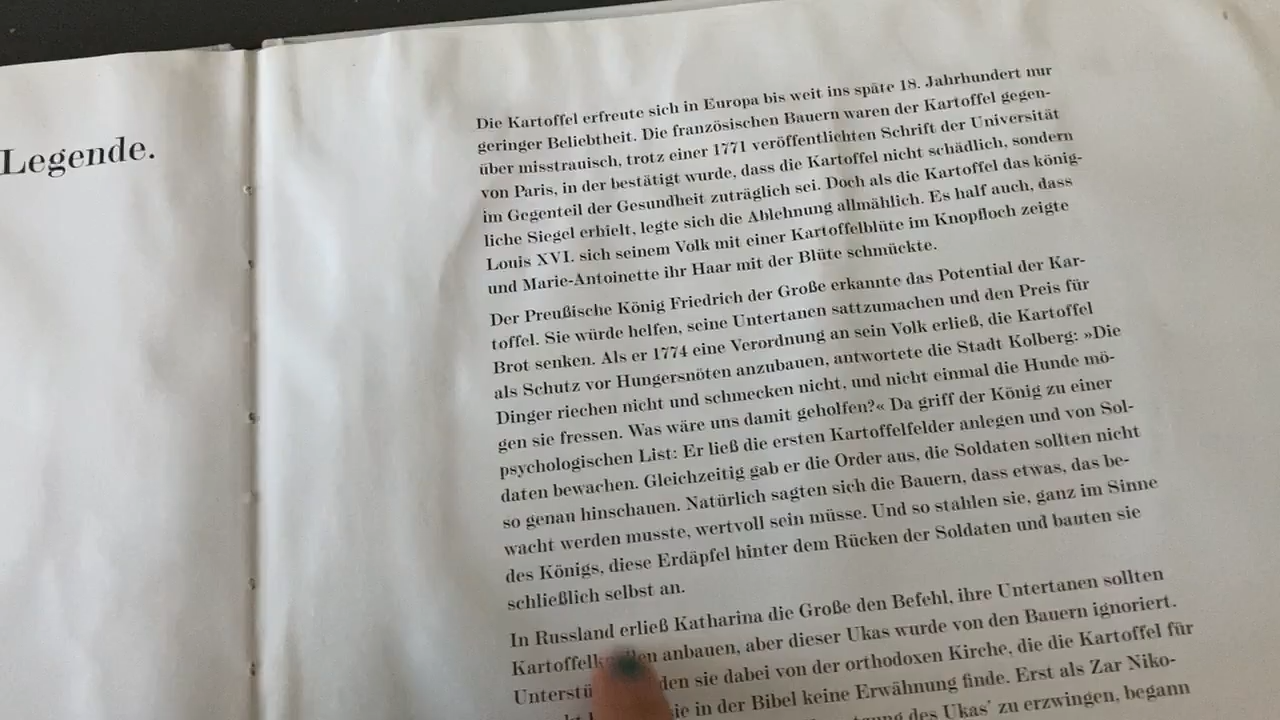 Legende.
Die Kartoffel erfreute sich in Europa bis weit ins späte 18. Jahrhundert nur
geringer Beliebtheit. Die französischen Bauern waren der Kartoffel gegen-
über misstrauisch, trotz einer 1771 veröffentlichten Schrift der Universität
von Paris, in der bestätigt wurde, dass die Kartoffel nicht schädlich, sondern
im Gegenteil der Gesundheit zuträglich sei. Doch als die Kartoffel das könig-
liche Siegel erhielt, legte sich die Ablehnung allmählich. Es half auch, dass
Louis XVI. sich seinem Volk mit einer Kartoffelblüte im Knopfloch zeigte
und Marie-Antoinette ihr Haar mit der Blüte schmückte.
Der Preußische König Friedrich der Große erkannte das Potential der Kar-
toffel. Sie würde helfen, seine Untertanen sattzumachen und den Preis für
Brot senken. Als er 1774 eine Verordnung an sein Volk erließ, die Kartoffel
als Schutz vor Hungersnöten anzubauen, antwortete die Stadt Kolberg: »Die
Dinger riechen nicht und schmecken nicht, und nicht einmal die Hunde mö-
gen sie fressen. Was wäre uns damit geholfen?« Da griff der König zu einer
psychologischen List: Er ließ die ersten Kartoffelfelder anlegen und von Sol-
daten bewachen. Gleichzeitig gab er die Order aus, die Soldaten sollten nicht
so genau hinschauen. Natürlich sagten sich die Bauern, dass etwas, das be-
wacht werden musste, wertvoll sein müsse. Und so stahlen sie, ganz im Sinne
des Königs, diese Erdäpfel hinter dem Rücken der Soldaten und bauten sie
schließlich selbst an.
In Russland erließ Katharina die Große den Befehl, ihre Untertanen sollten
anbauen, aber dieser Ukas wurde von den Bauern ignoriert.
sie dabei von der orthodoxen Kirche, die die Kartoffel für
in der Bibel keine Erwähnung finde. Erst als Zar Niko-
des Ukas' zu erzwingen, begann